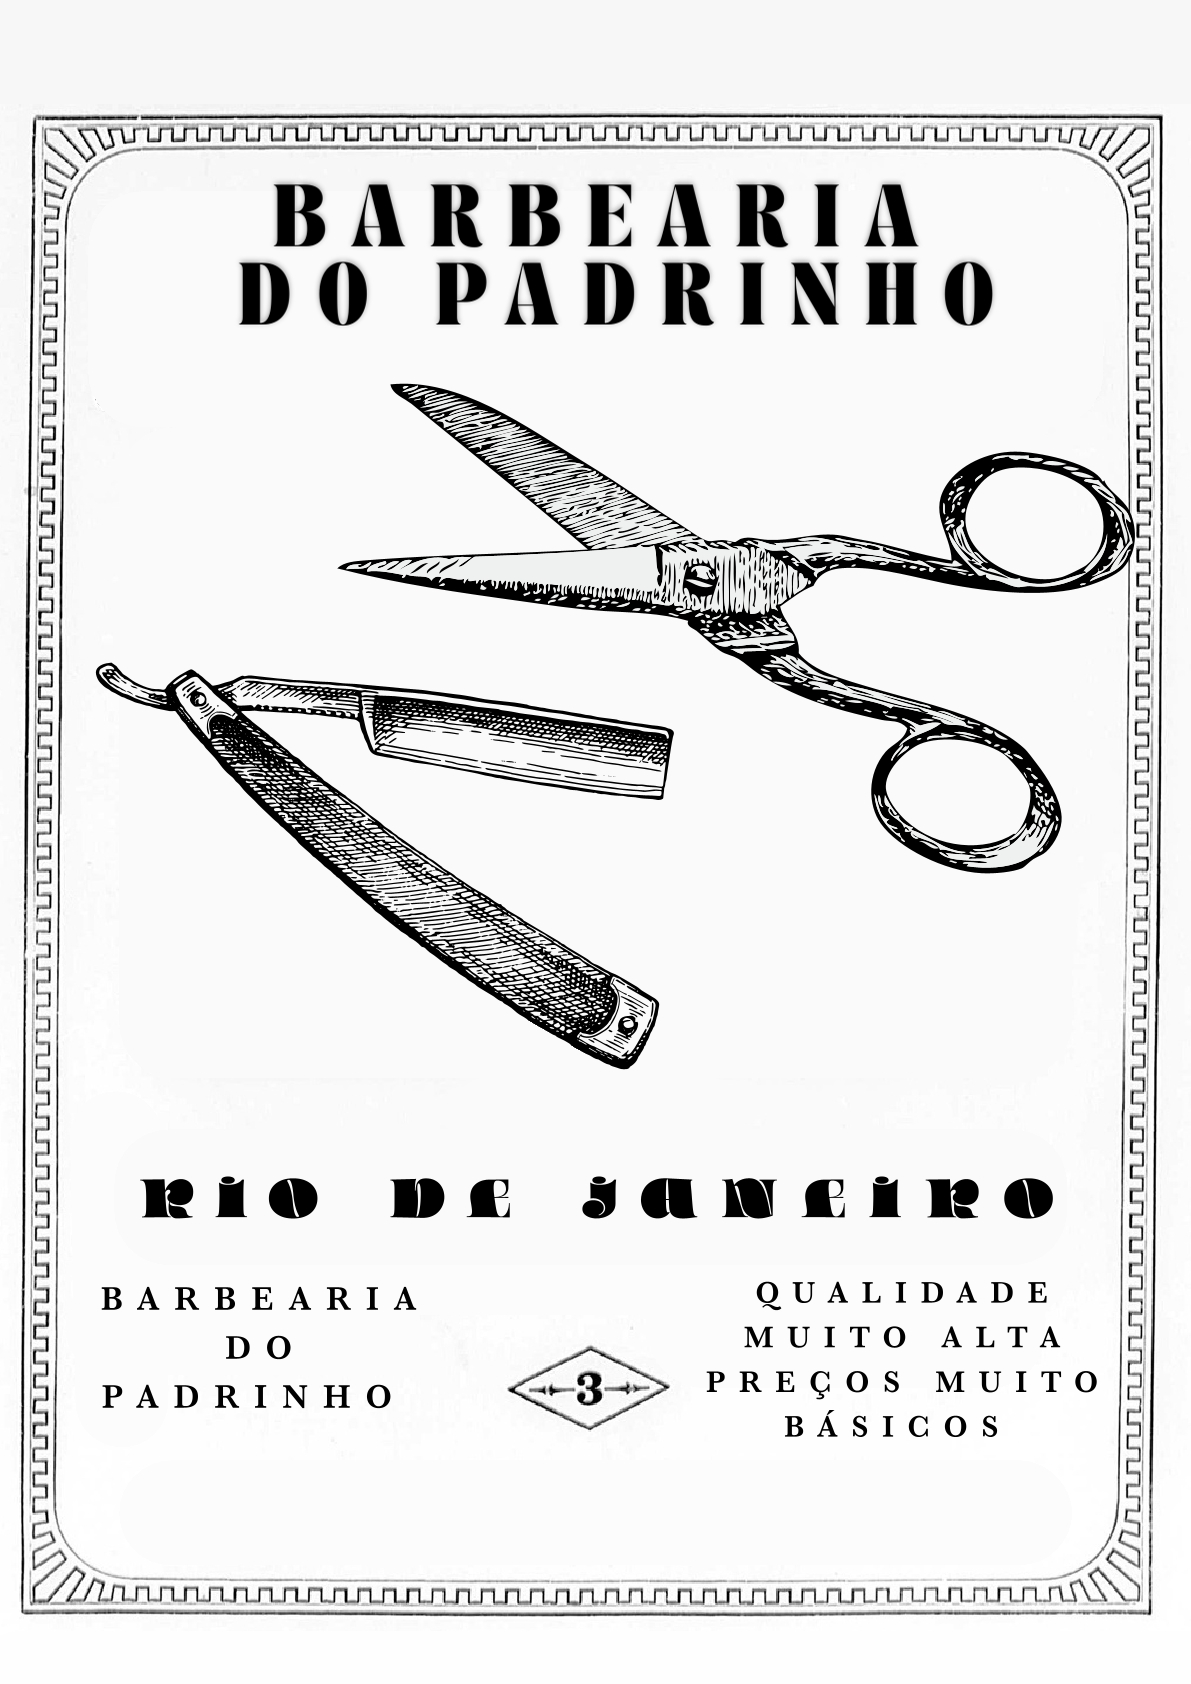 BARBEARIA
DO PADRINHO
RIO DE JANEIRO
BARBEARIA
DO
PADRINHO
3
QUALIDADE
MUITO ALTA
PREÇOS MUITO
BÁSICOS